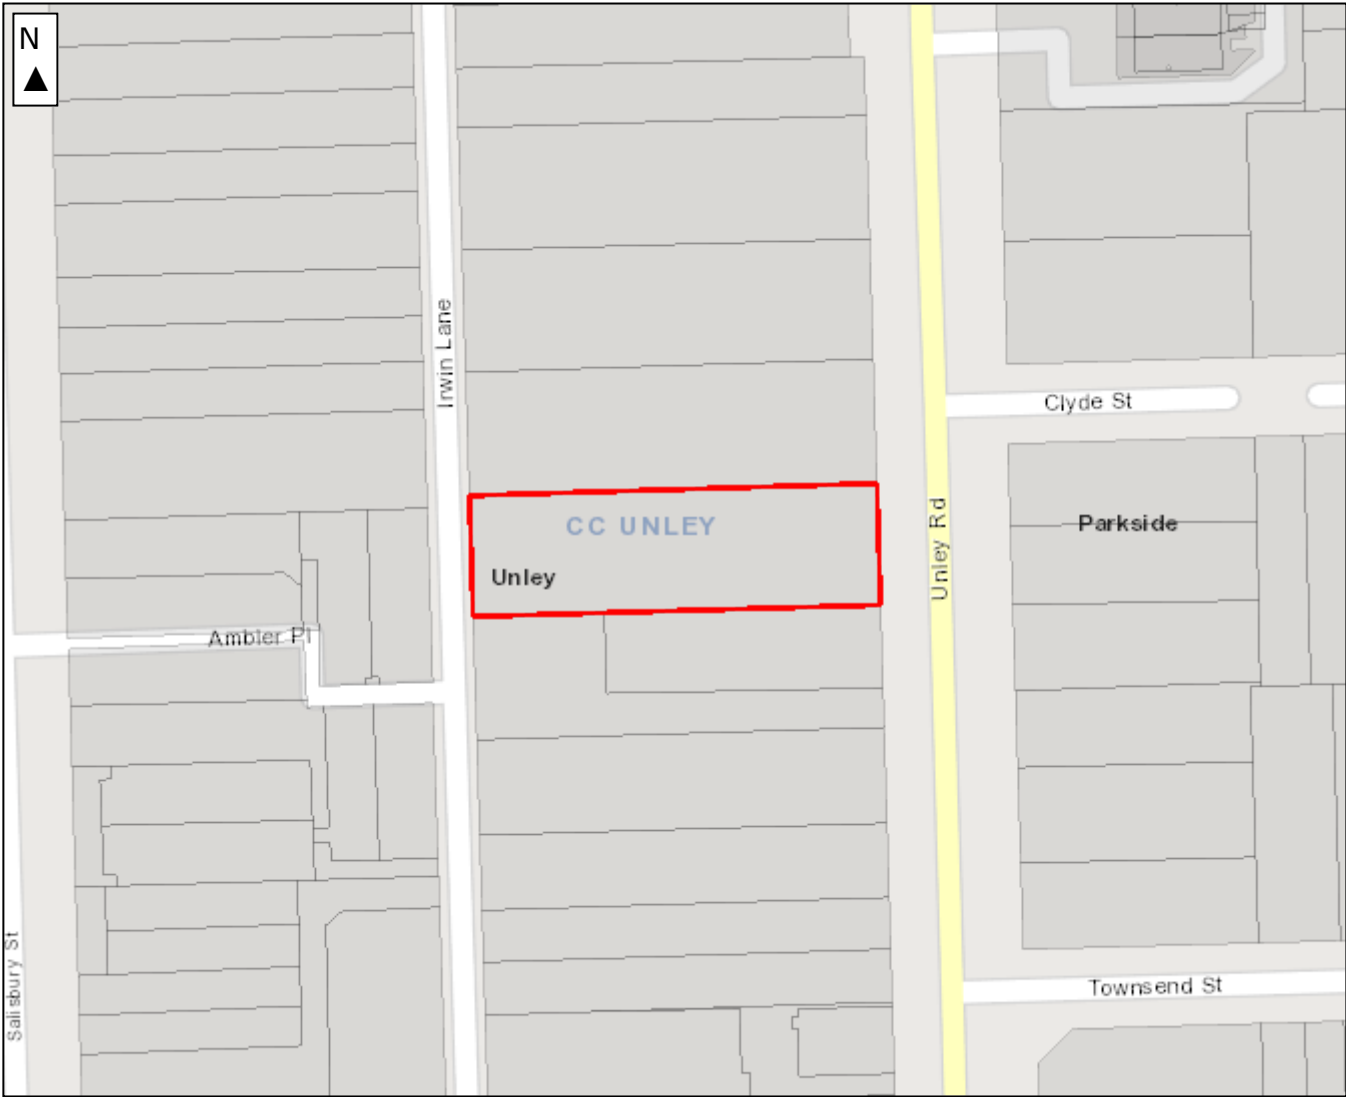 N
Irwin Lane
Clyde St
Unley Rd
CC UNLEY
Parkside
Unley
Ambler Pl
Salisbury St
Townsend St